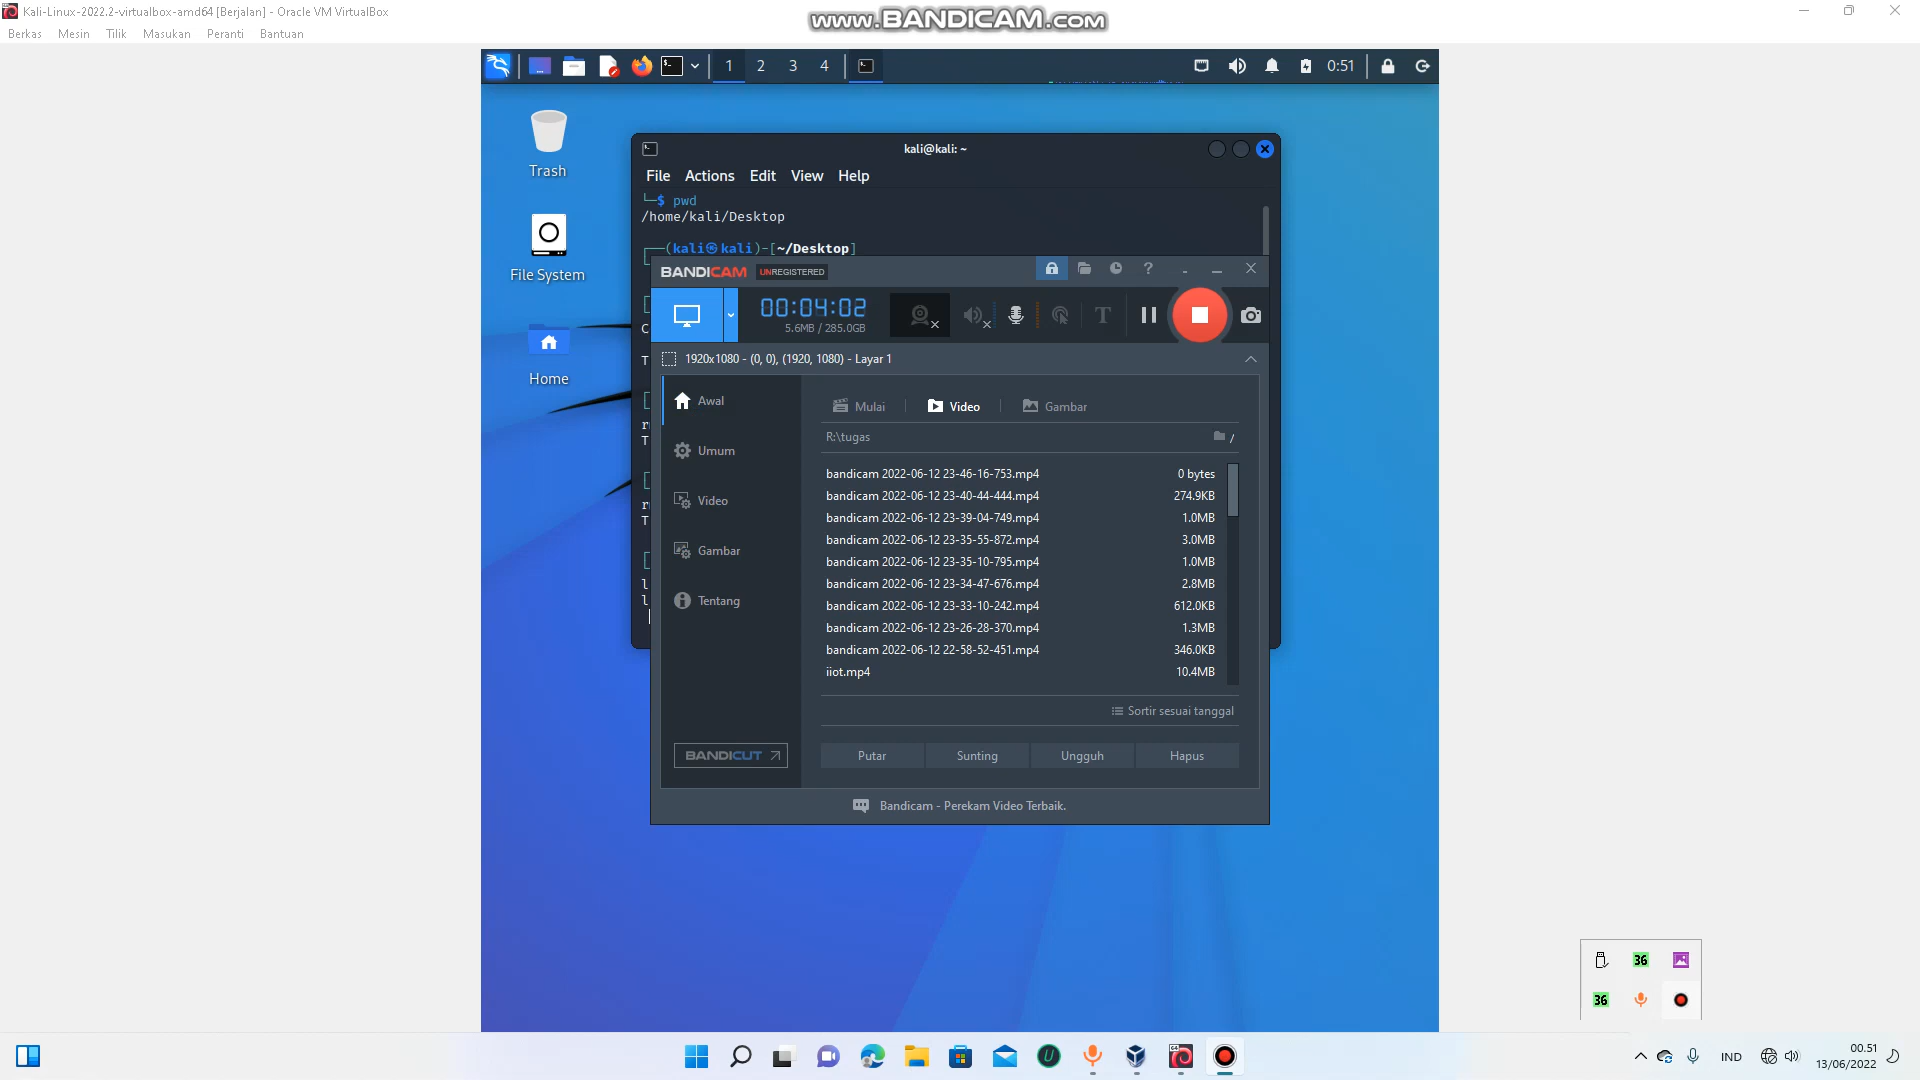 Kali-Linux-2022.2-virtualbox-amd64 [Berjalan] - Oracle VM VirtualBox
www.BANDICAM.com
Berkas Mesin Tilik Masukan Peranti Bantuan
1 2 3 4 0:51
Trash
File System
Home
kali@kali: ~
File Actions Edit View Help
└─$ pwd
/home/kali/Desktop
┌──(kali㉿kali)-[~/Desktop]
BANDICAM UNREGISTERED
00:04:02
5.6MB / 285.0GB
1920x1080 - (0, 0), (1920, 1080) - Layar 1
Awal
Umum
Video
Gambar
Tentang
BANDICUT
Mulai Video Gambar
R:\tugas
bandicam 2022-06-12 23-46-16-753.mp4 0 bytes
bandicam 2022-06-12 23-40-44-444.mp4 274.9KB
bandicam 2022-06-12 23-39-04-749.mp4 1.0MB
bandicam 2022-06-12 23-35-55-872.mp4 3.0MB
bandicam 2022-06-12 23-35-10-795.mp4 1.0MB
bandicam 2022-06-12 23-34-47-676.mp4 2.8MB
bandicam 2022-06-12 23-33-10-242.mp4 612.0KB
bandicam 2022-06-12 23-26-28-370.mp4 1.3MB
bandicam 2022-06-12 22-58-52-451.mp4 346.0KB
iiot.mp4 10.4MB
Sortir sesuai tanggal
Putar Sunting Ungguh Hapus
Bandicam - Perekam Video Terbaik.
36
36
IND
00.51
13/06/2022